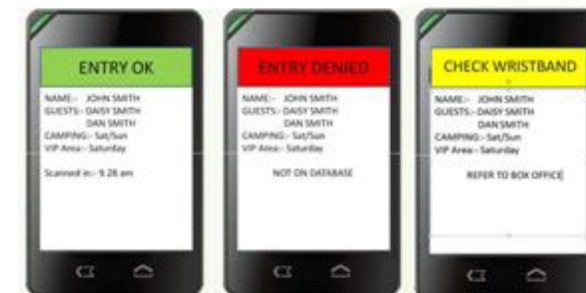 ENTRY OK
NAME:- JOHN SMITH
GUESTS:- DAISY SMITH
DAN SMITH
CAMPING:- Sat/Sun
VIP Area:- Saturday
Scanned in:- 9.28 am
ENTRY DENIED
NAME:- JOHN SMITH
GUESTS:- DAISY SMITH
DAN SMITH
CAMPING:- Sat/Sun
VIP Area:- Saturday
NOT ON DATABASE
CHECK WRISTBAND
NAME:- JOHN SMITH
GUESTS:- DAISY SMITH
DAN SMITH
CAMPING:- Sat/Sun
VIP Area:- Saturday
REFER TO BOX OFFICE